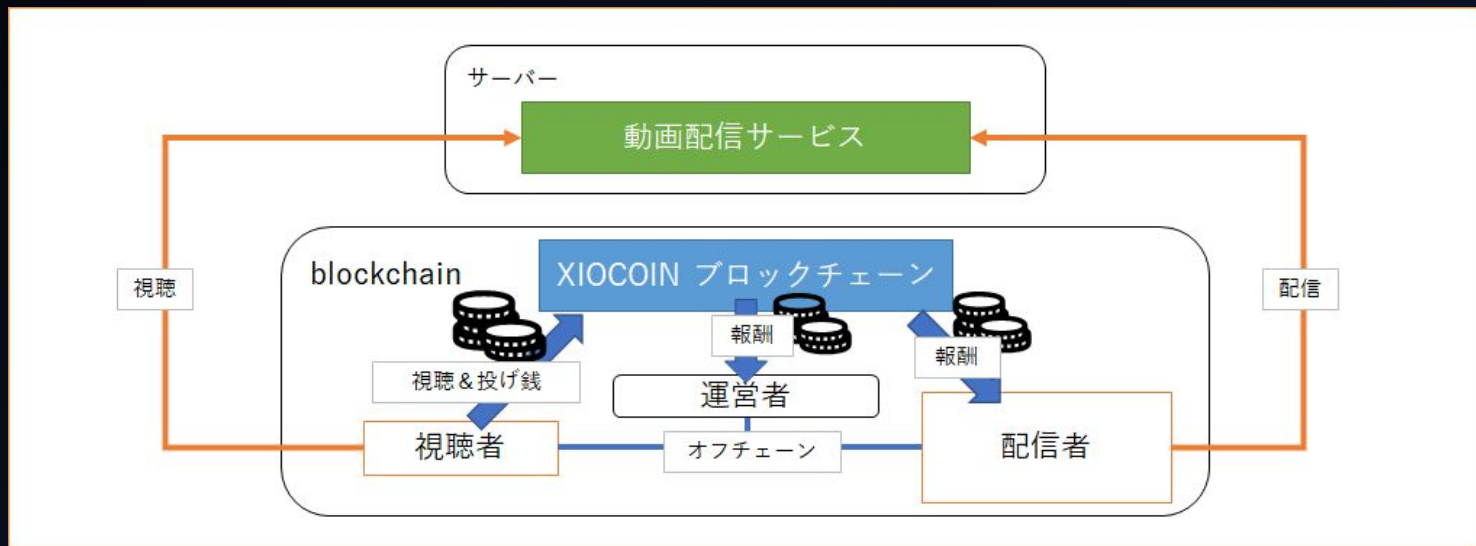 サーバー
動画配信サービス
blockchain
XIOCOIN ブロックチェーン
視聴
配信
報酬
報酬
視聴&投げ銭
運営者
視聴者
オフチェーン
配信者